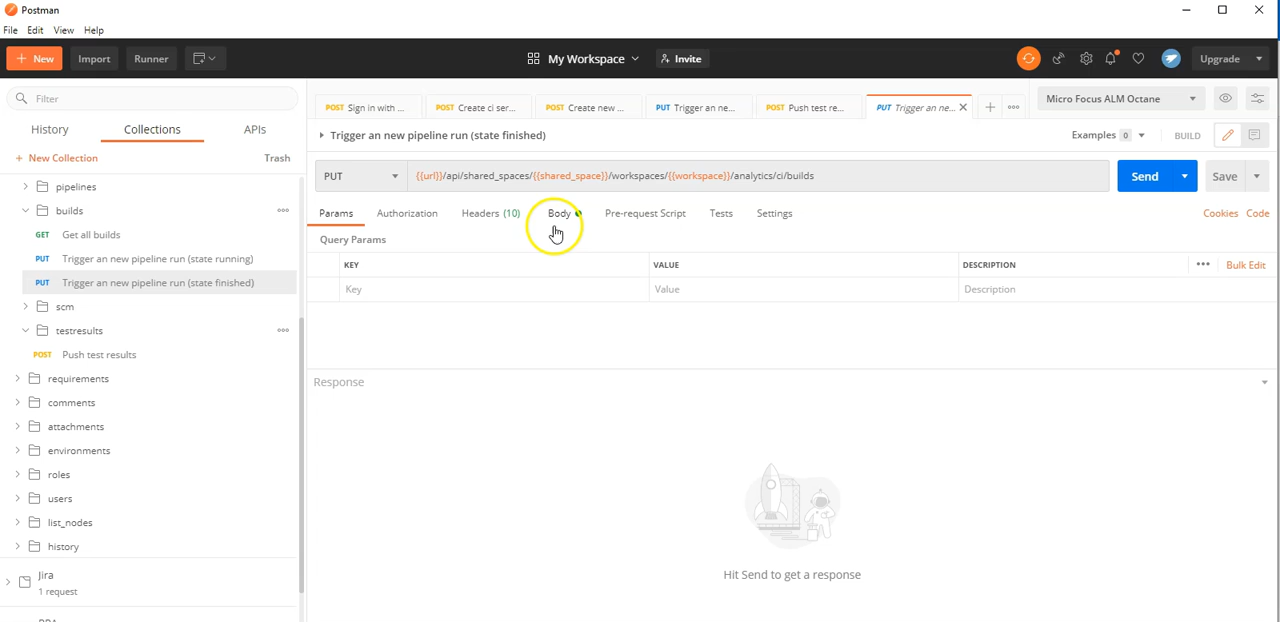 Postman
File Edit View Help
+ New Import Runner My Workspace Invite Upgrade
Filter
History Collections APIs
+ New Collection Trash
pipelines
builds
GET Get all builds
PUT Trigger an new pipeline run (state running)
PUT Trigger an new pipeline run (state finished)
scm
testresults
POST Push test results
requirements
comments
attachments
environments
roles
users
list_nodes
history
Jira
1 request
POST Sign in with ... POST Create ci ser... POST Create new ... PUT Trigger an ne... POST Push test re... PUT Trigger an ne... Micro Focus ALM Octane
Trigger an new pipeline run (state finished) Examples 0 BUILD
PUT {{url}}/api/shared_spaces/{{shared_space}}/workspaces/{{workspace}}/analytics/ci/builds Send Save
Params Authorization Headers (10) Body Pre-request Script Tests Settings Cookies Code
Query Params
KEY VALUE DESCRIPTION Bulk Edit
Key Value Description
Response
Hit Send to get a response